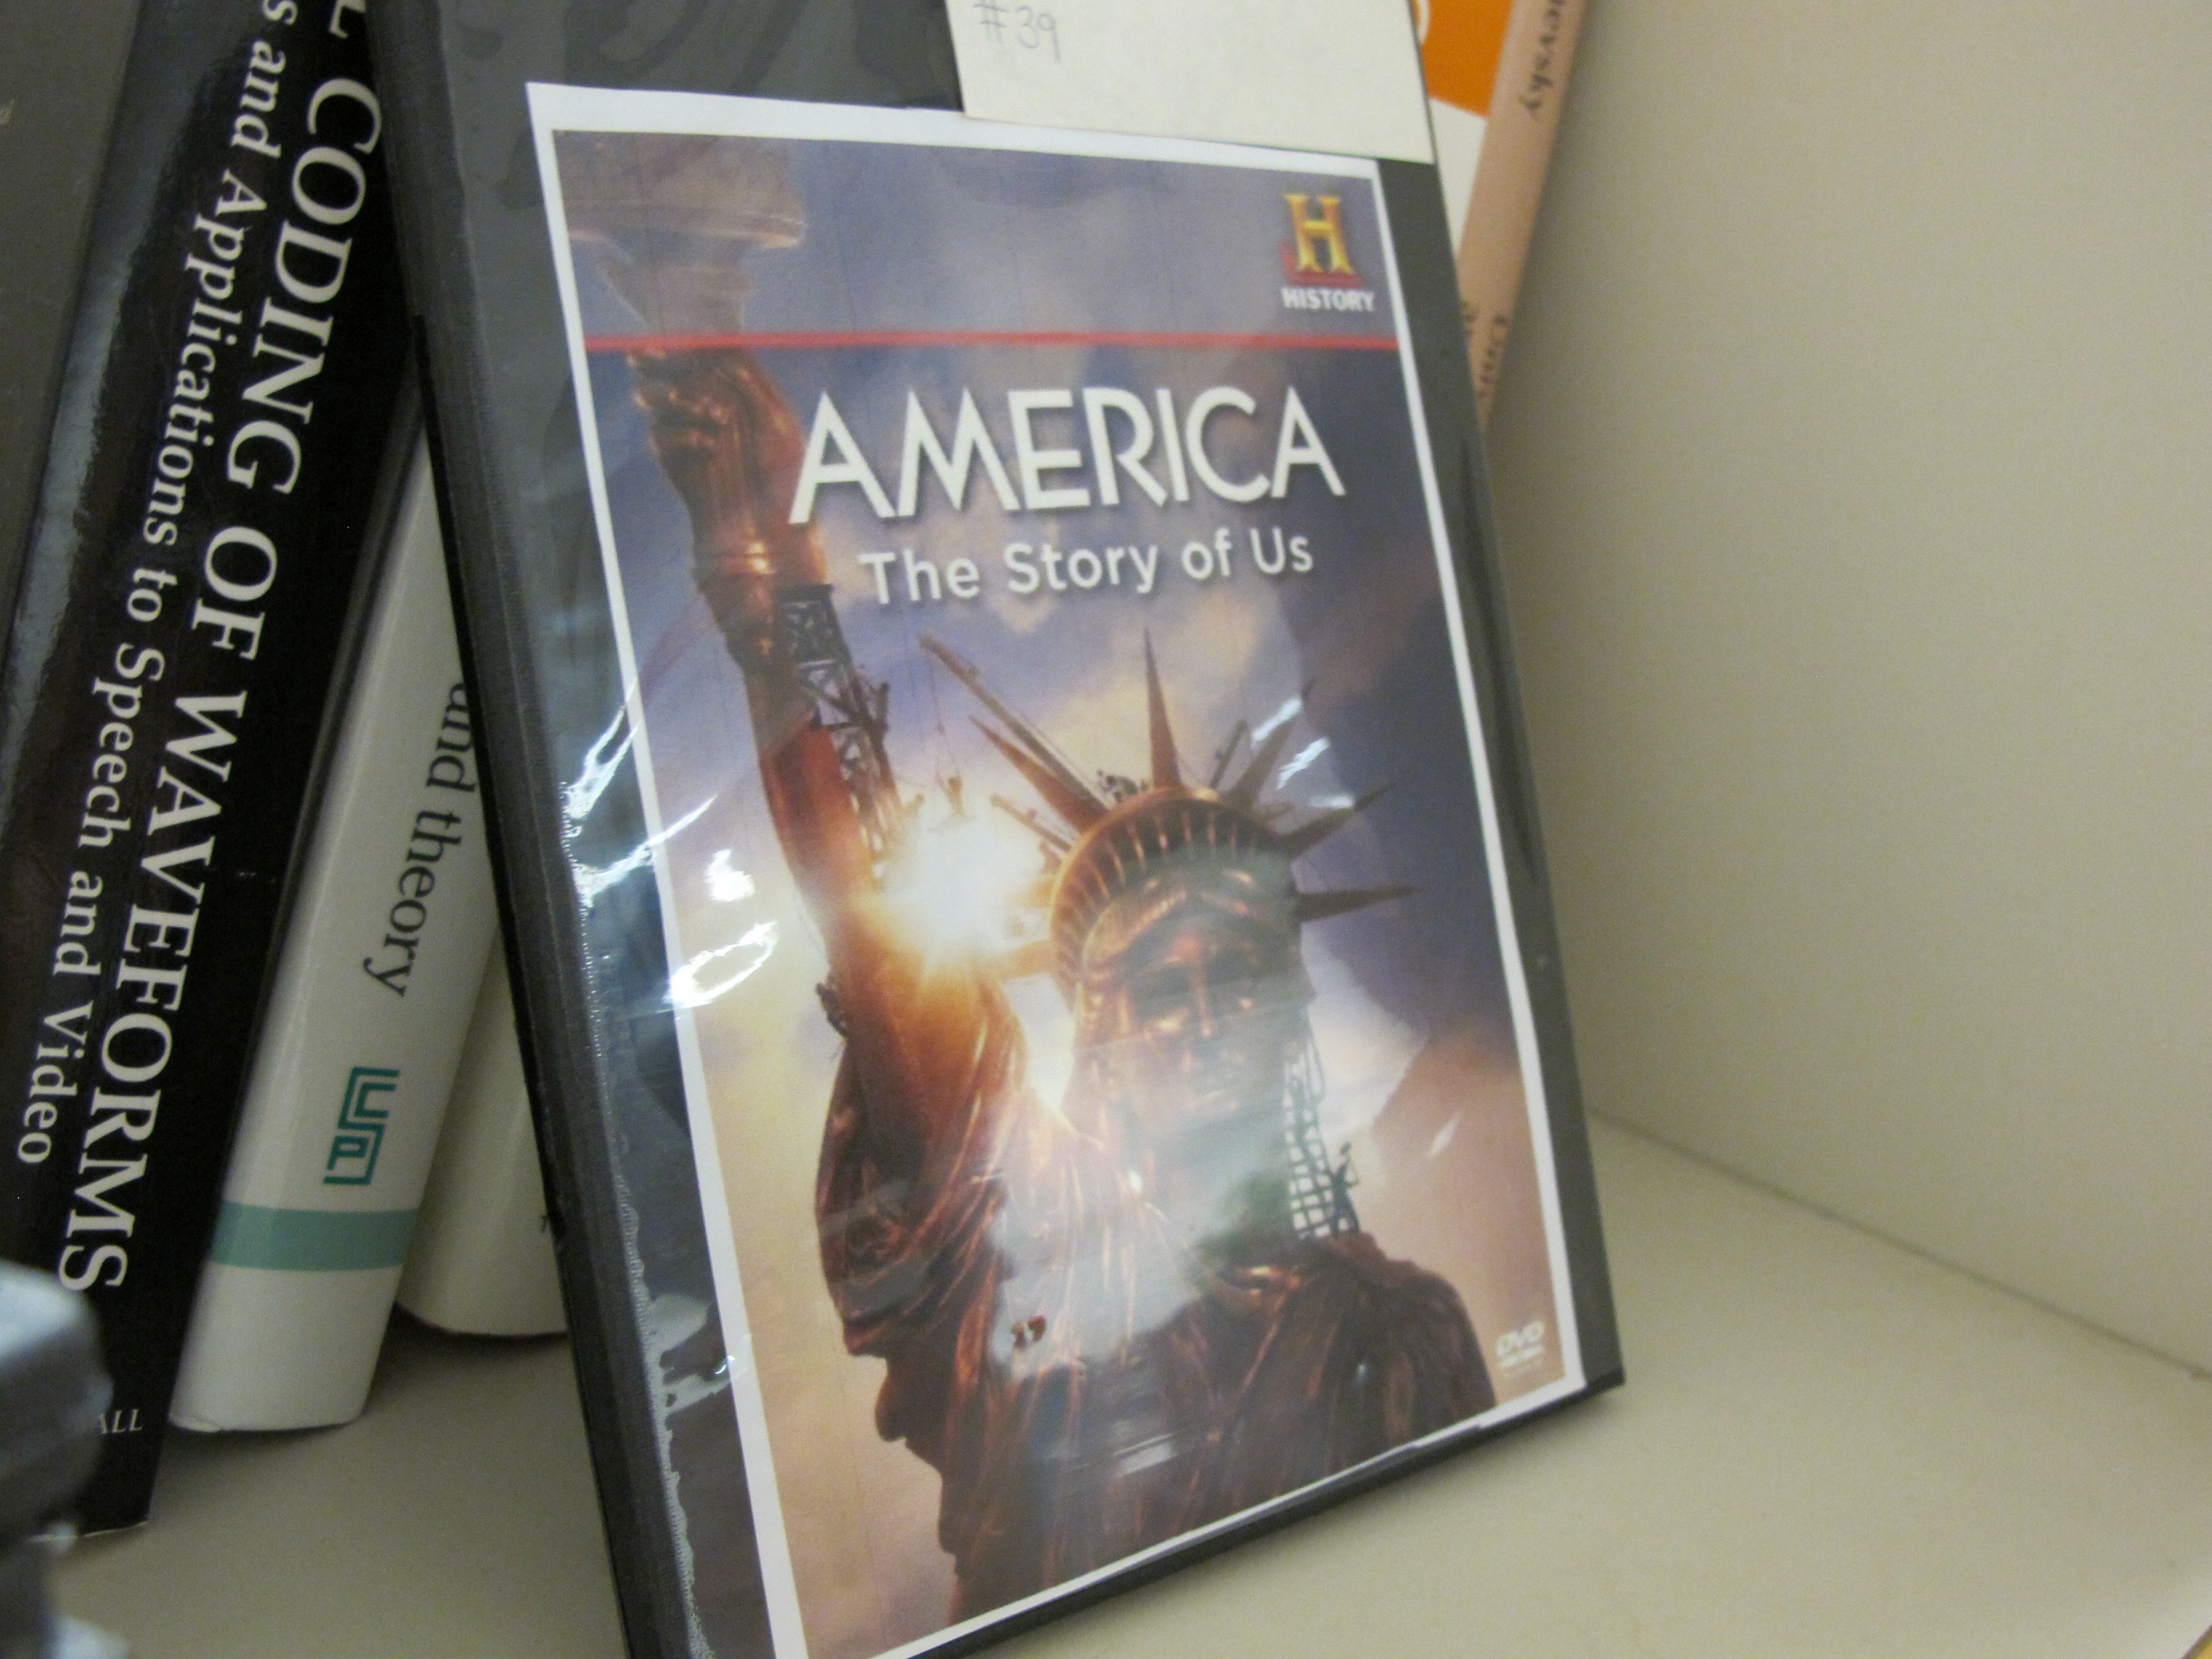 #39
H
HISTORY
AMERICA
The Story of Us
DVD
CODING OF WAVEFORMS
and Applications to Speech and Video
and theory
ALL
evsky